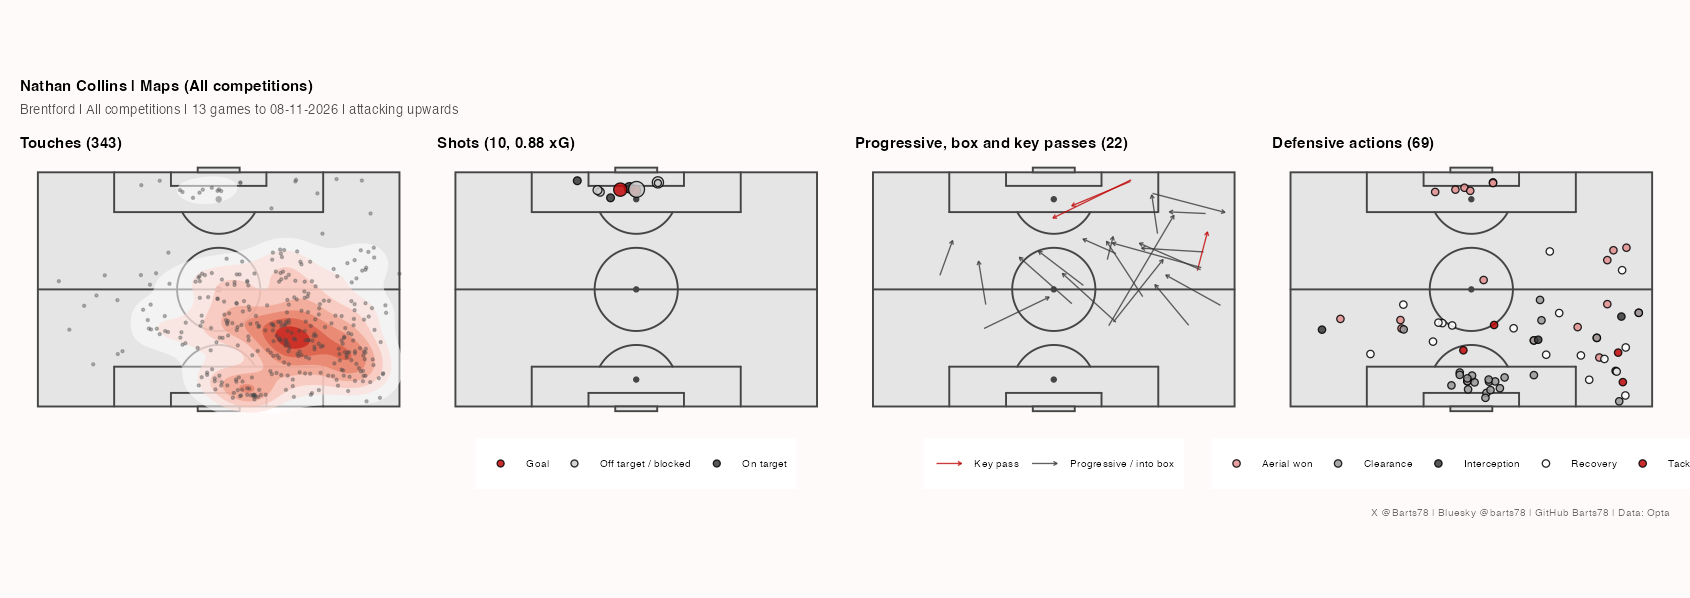 Nathan Collins | Maps (All competitions)
Brentford | All competitions | 13 games to 08-11-2026 | attacking upwards
Touches (343)
Shots (10, 0.88 xG)
Progressive, box and key passes (22)
Defensive actions (69)
Goal
Off target / blocked
On target
Key pass
Progressive / into box
Aerial won
Clearance
Interception
Recovery
Tack
X @Barts78 | Bluesky @barts78 | GitHub Barts78 | Data: Opta